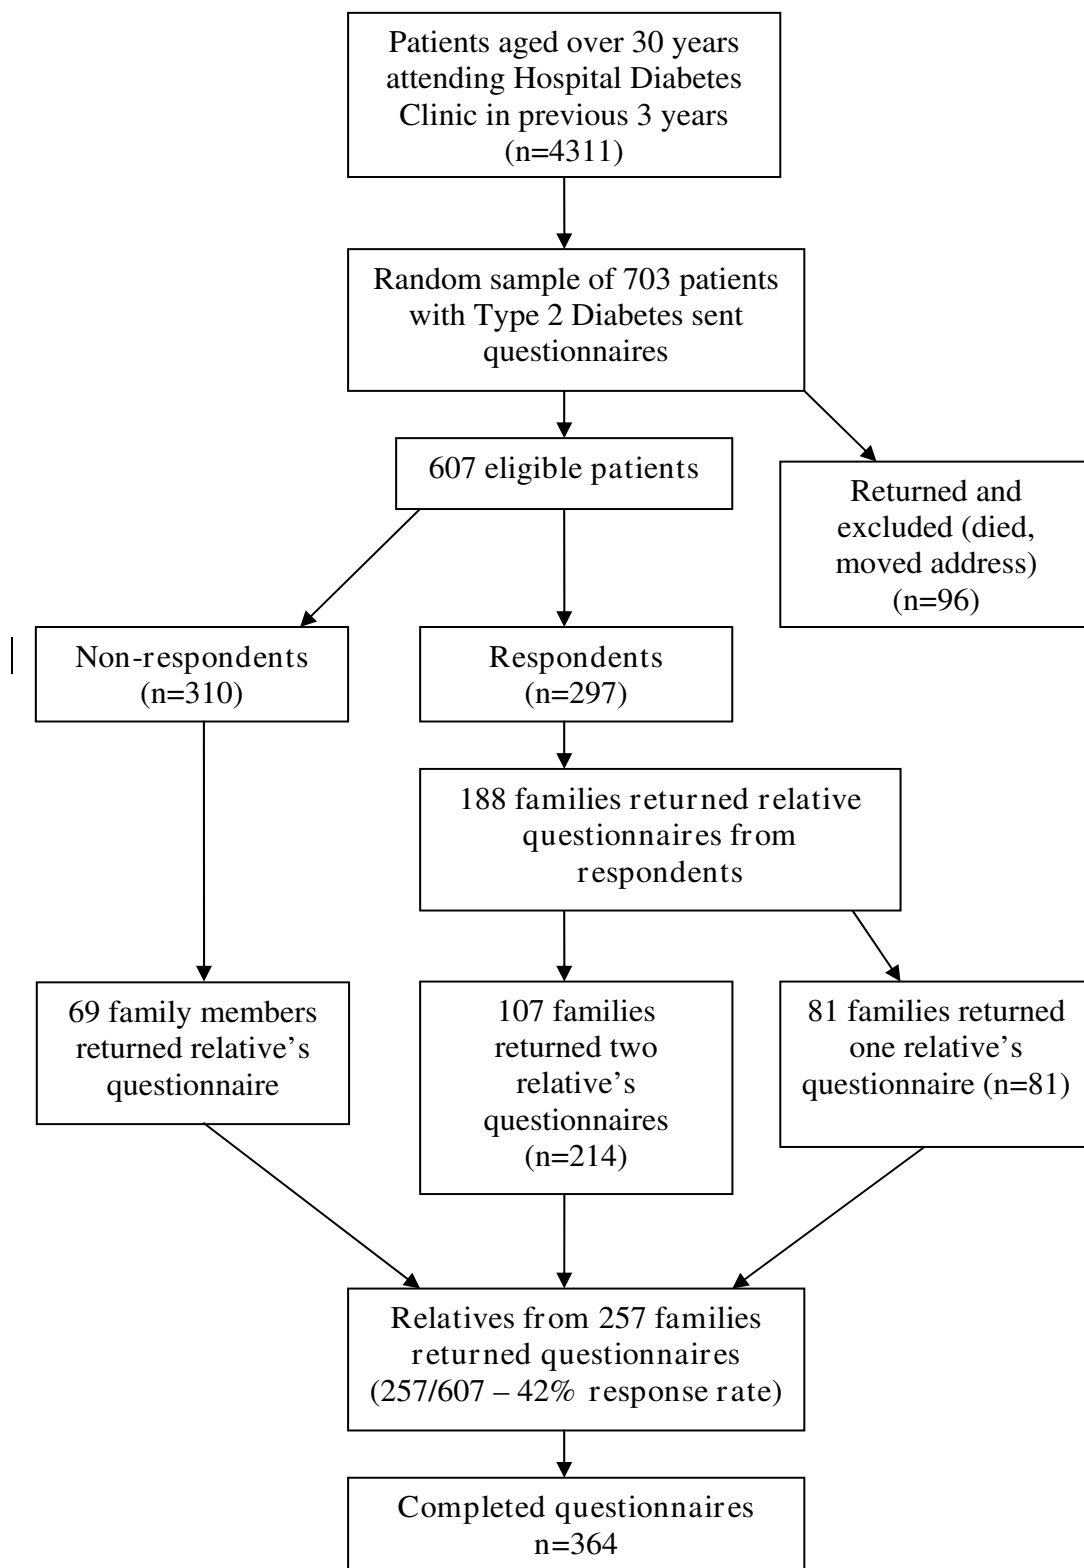 Patients aged over 30 years
attending Hospital Diabetes
Clinic in previous 3 years
(n=4311)
Random sample of 703 patients
with Type 2 Diabetes sent
questionnaires
607 eligible patients
Returned and
excluded (died,
moved address)
(n=96)
Non-respondents
(n=310)
Respondents
(n=297)
188 families returned relative
questionnaires from
respondents
69 family members
returned relative’s
questionnaire
107 families
returned two
relative’s
questionnaires
(n=214)
81 families returned
one relative’s
questionnaire (n=81)
Relatives from 257 families
returned questionnaires
(257/607 – 42% response rate)
Completed questionnaires
n=364